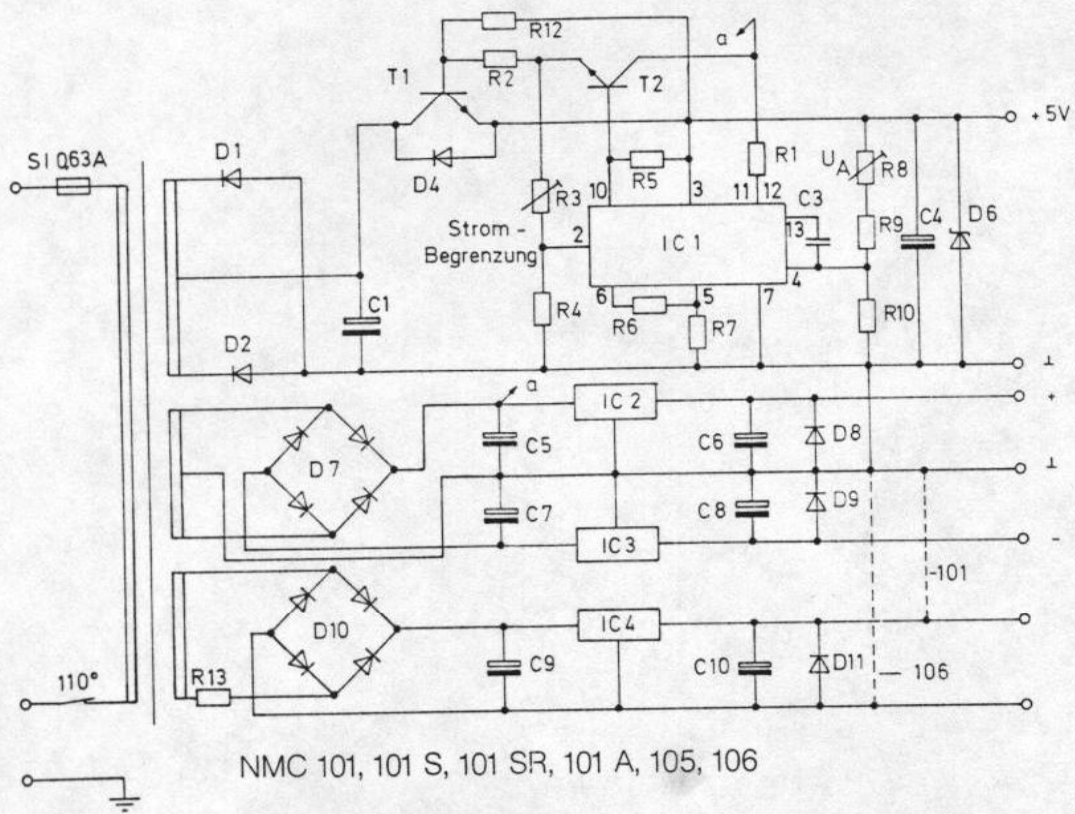 R12
a
R2
T1
T2
+ 5V
SI 0,63A
D1
R1
U A
R8
D4
R5
R3
10
3
11
12
C3
13
R9
C4
D6
Strom-
Begrenzung
2
IC 1
4
C1
6
5
7
R10
R4
R6
R7
D2
⊥
a
IC 2
+
C5
C6
D8
D7
⊥
C7
C8
D9
IC 3
-
-101
IC4
D10
110°
R13
C9
C10
D11
— 106
NMC 101, 101 S, 101 SR, 101 A, 105, 106